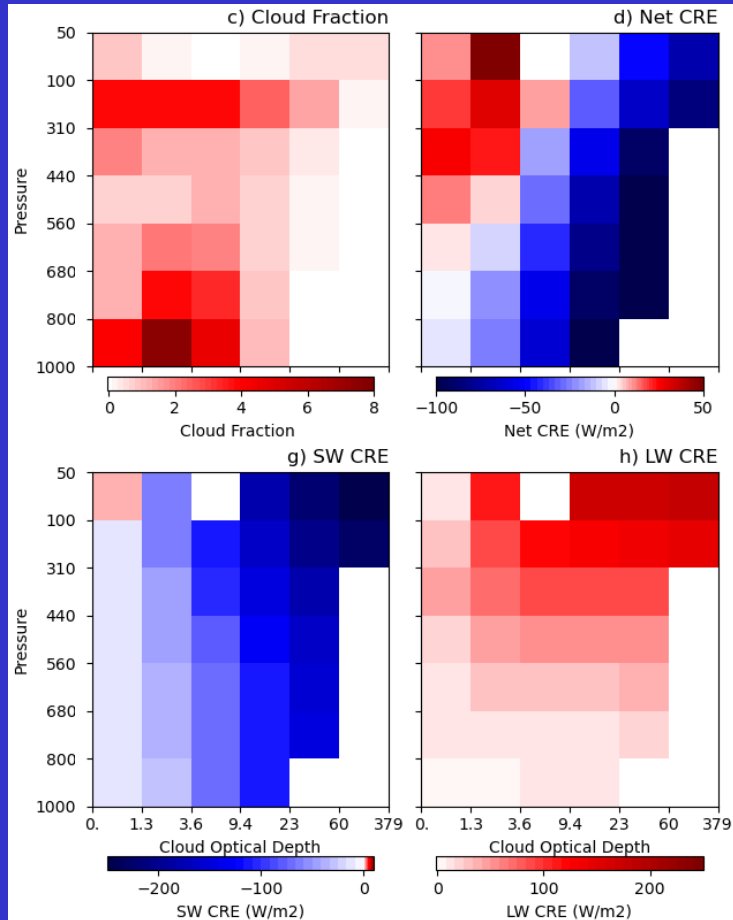 c) Cloud Fraction
d) Net CRE
50
100
310
440
560
680
800
1000
Pressure
0 2 4 6 8
Cloud Fraction
−100 −50 0 50
Net CRE (W/m2)
g) SW CRE
h) LW CRE
50
100
310
440
560
680
800
1000
Pressure
0. 1.3 3.6 9.4 23 60 379
Cloud Optical Depth
0. 1.3 3.6 9.4 23 60 379
Cloud Optical Depth
−200 −100 0
SW CRE (W/m2)
0 100 200
LW CRE (W/m2)